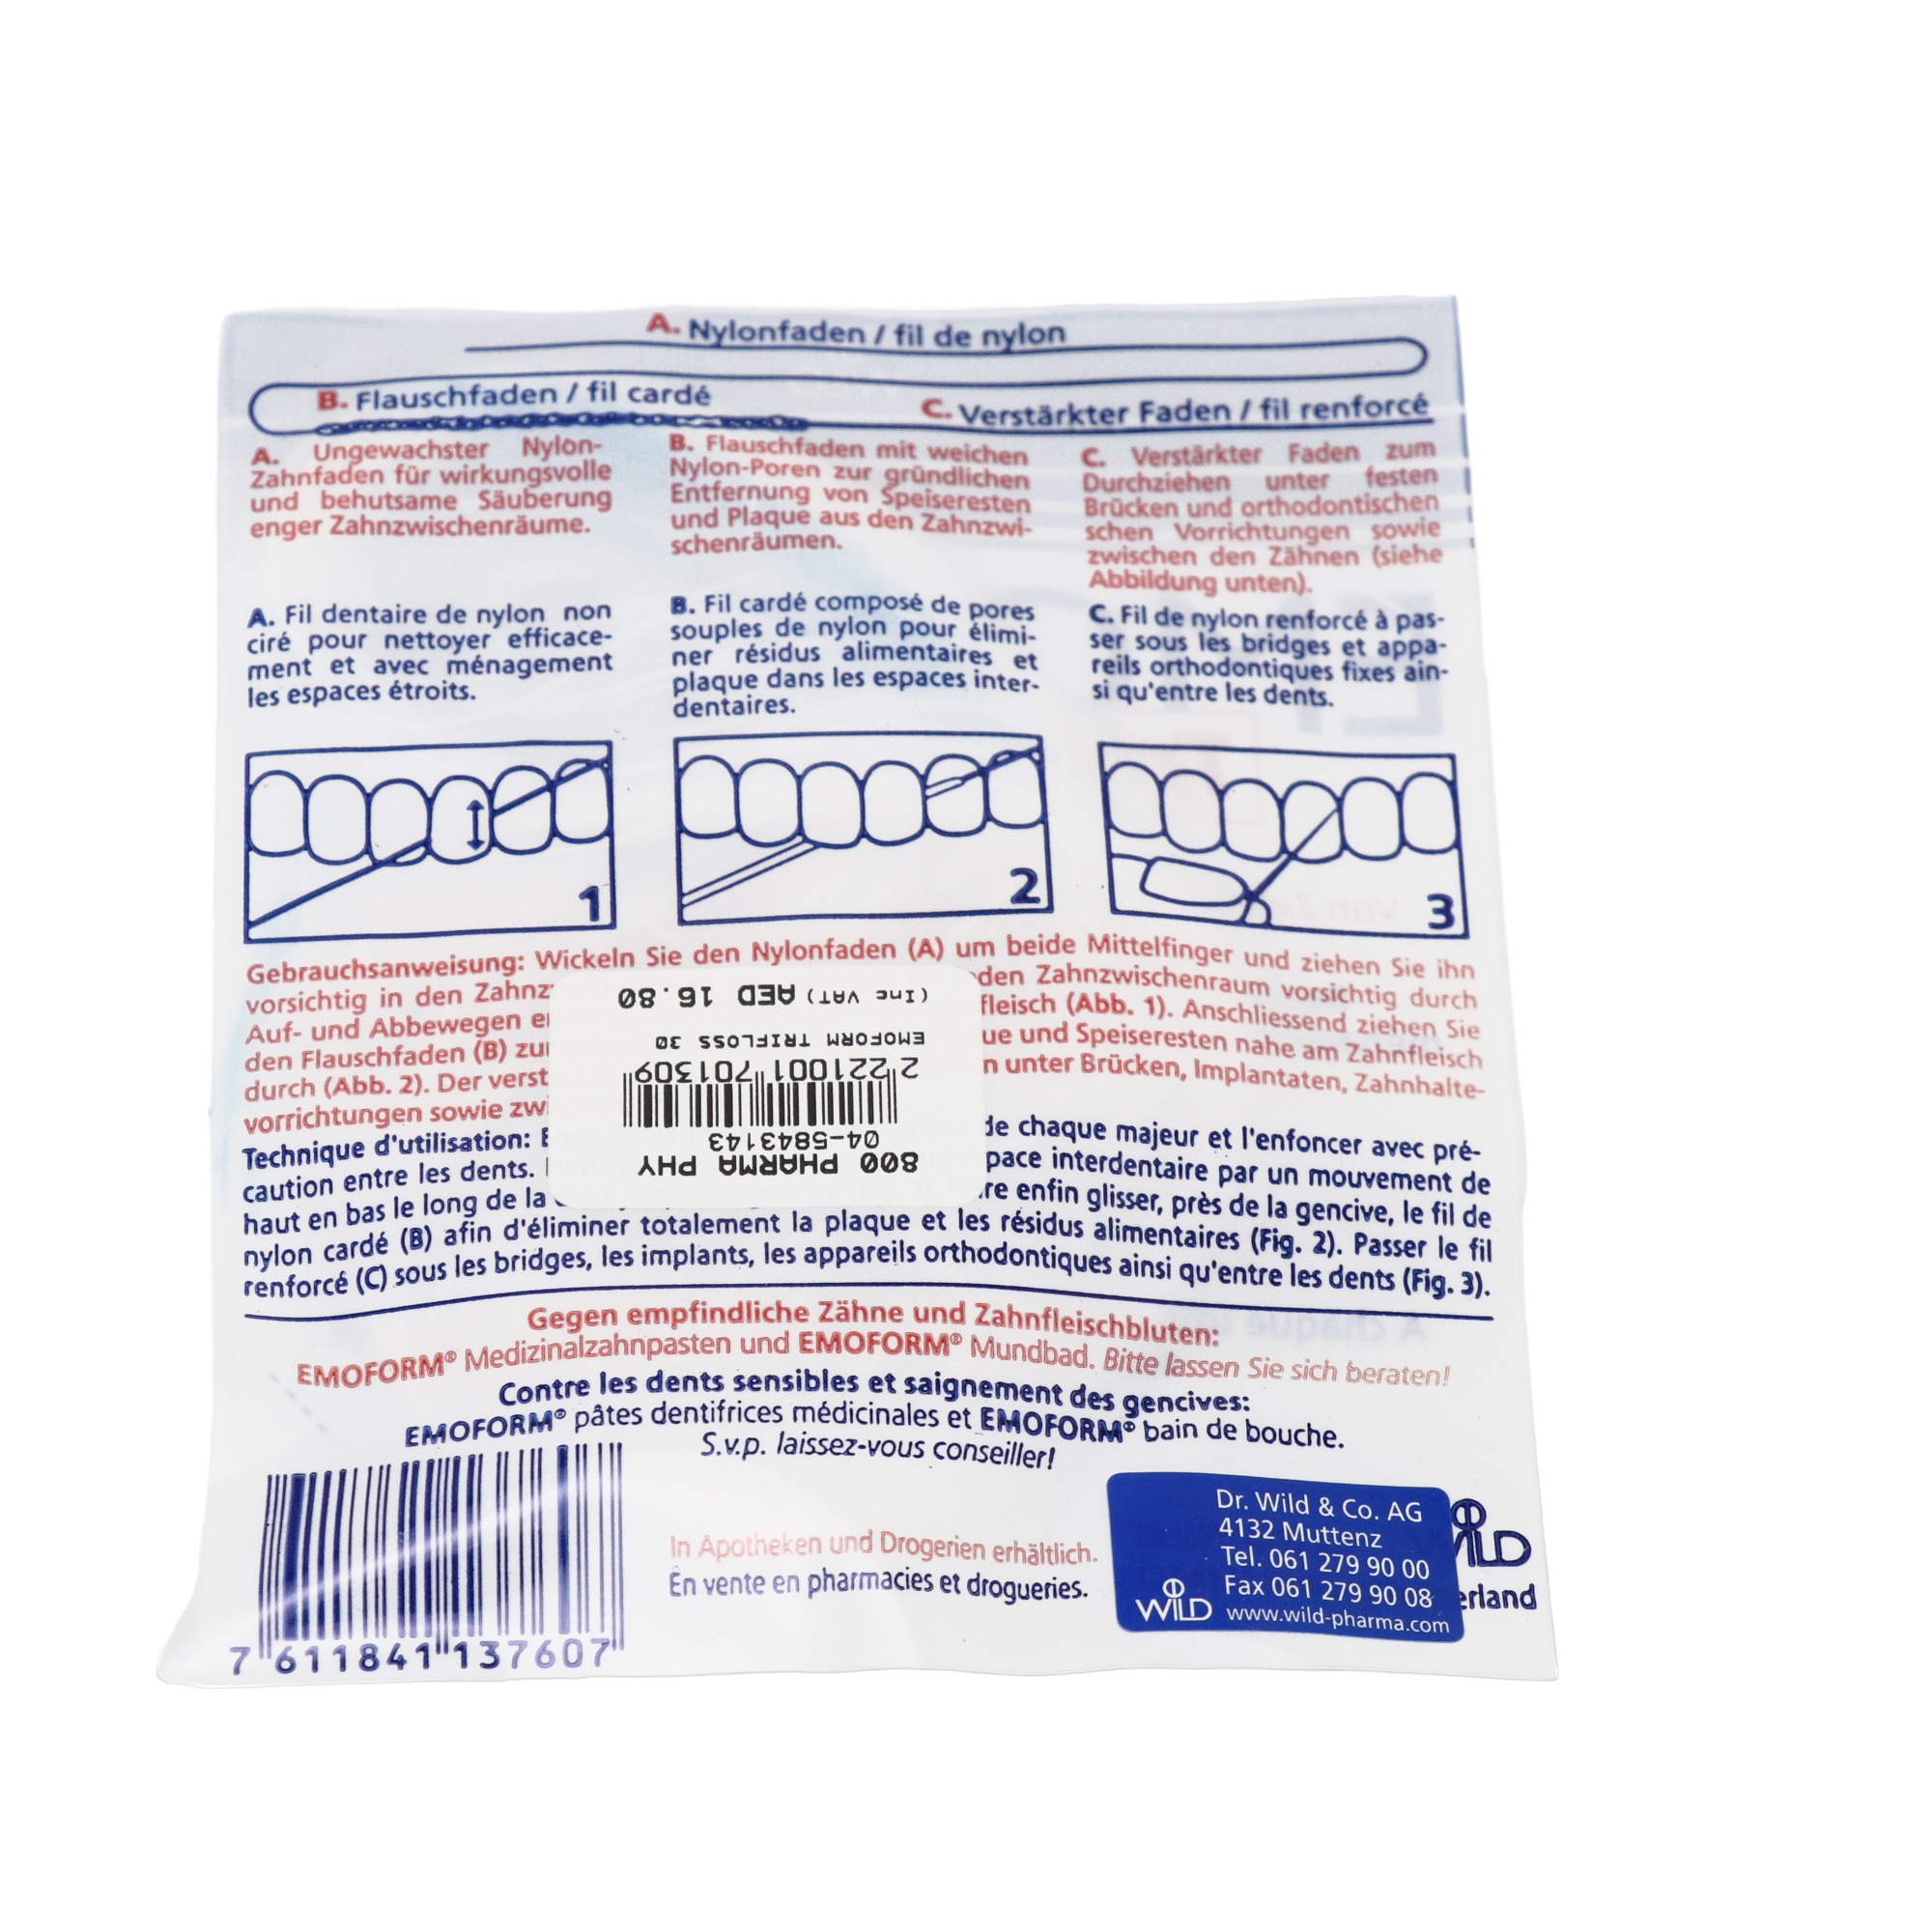 A. Nylonfaden / fil de nylon
B. Flauschfaden / fil cardé
C. Verstärkter Faden / fil renforcé
A. Ungewachster Nylon-
Zahnfaden für wirkungsvolle
und behutsame Säuberung
enger Zahnzwischenräume.
B. Flauschfaden mit weichen
Nylon-Poren zur gründlichen
Entfernung von Speiseresten
und Plaque aus den Zahnzwi-
schenräumen.
C. Verstärkter Faden zum
Durchziehen unter festen
Brücken und orthodontischen
schen Vorrichtungen sowie
zwischen den Zähnen (siehe
Abbildung unten).
A. Fil dentaire de nylon non
ciré pour nettoyer efficace-
ment et avec ménagement
les espaces étroits.
B. Fil cardé composé de pores
souples de nylon pour élimi-
ner résidus alimentaires et
plaque dans les espaces inter-
dentaires.
C. Fil de nylon renforcé à pas-
ser sous les bridges et appa-
reils orthodontiques fixes ain-
si qu'entre les dents.
1
2
3
Gebrauchsanweisung: Wickeln Sie den Nylonfaden (A) um beide Mittelfinger und ziehen Sie ihn
vorsichtig in den den Zahnzwischenraum vorsichtig durch
Auf- und Abbewegen (Abb. 1). Anschliessend ziehen Sie
den Flauschfaden (B) und Speiseresten nahe am Zahnfleisch
durch (Abb. 2). Der unter Brücken, Implantaten, Zahnhalte-
vorrichtungen sowie
Technique d'utilisation: de chaque majeur et l'enfoncer avec pré-
caution entre les dents. interdentaire par un mouvement de
haut en bas le long de la enfin glisser, près de la gencive, le fil de
nylon cardé (B) afin d'éliminer totalement la plaque et les résidus alimentaires (Fig. 2). Passer le fil
renforcé (C) sous les bridges, les implants, les appareils orthodontiques ainsi qu'entre les dents (Fig. 3).
800 PHARMA PHY
04-5843143
2 221001 701309
EMOFORM TRIFLOSS 30
(Inc VAT) AED 16.80
Gegen empfindliche Zähne und Zahnfleischbluten:
EMOFORM® Medizinalzahnpasten und EMOFORM® Mundbad. Bitte lassen Sie sich beraten!
Contre les dents sensibles et saignement des gencives:
EMOFORM® pâtes dentifrices médicinales et EMOFORM® bain de bouche.
S.v.p. laissez-vous conseiller!
7 611841 137607
In Apotheken und Drogerien erhältlich.
En vente en pharmacies et drogueries.
Dr. Wild & Co. AG
4132 Muttenz
Tel. 061 279 90 00
Fax 061 279 90 08
www.wild-pharma.com
WILD